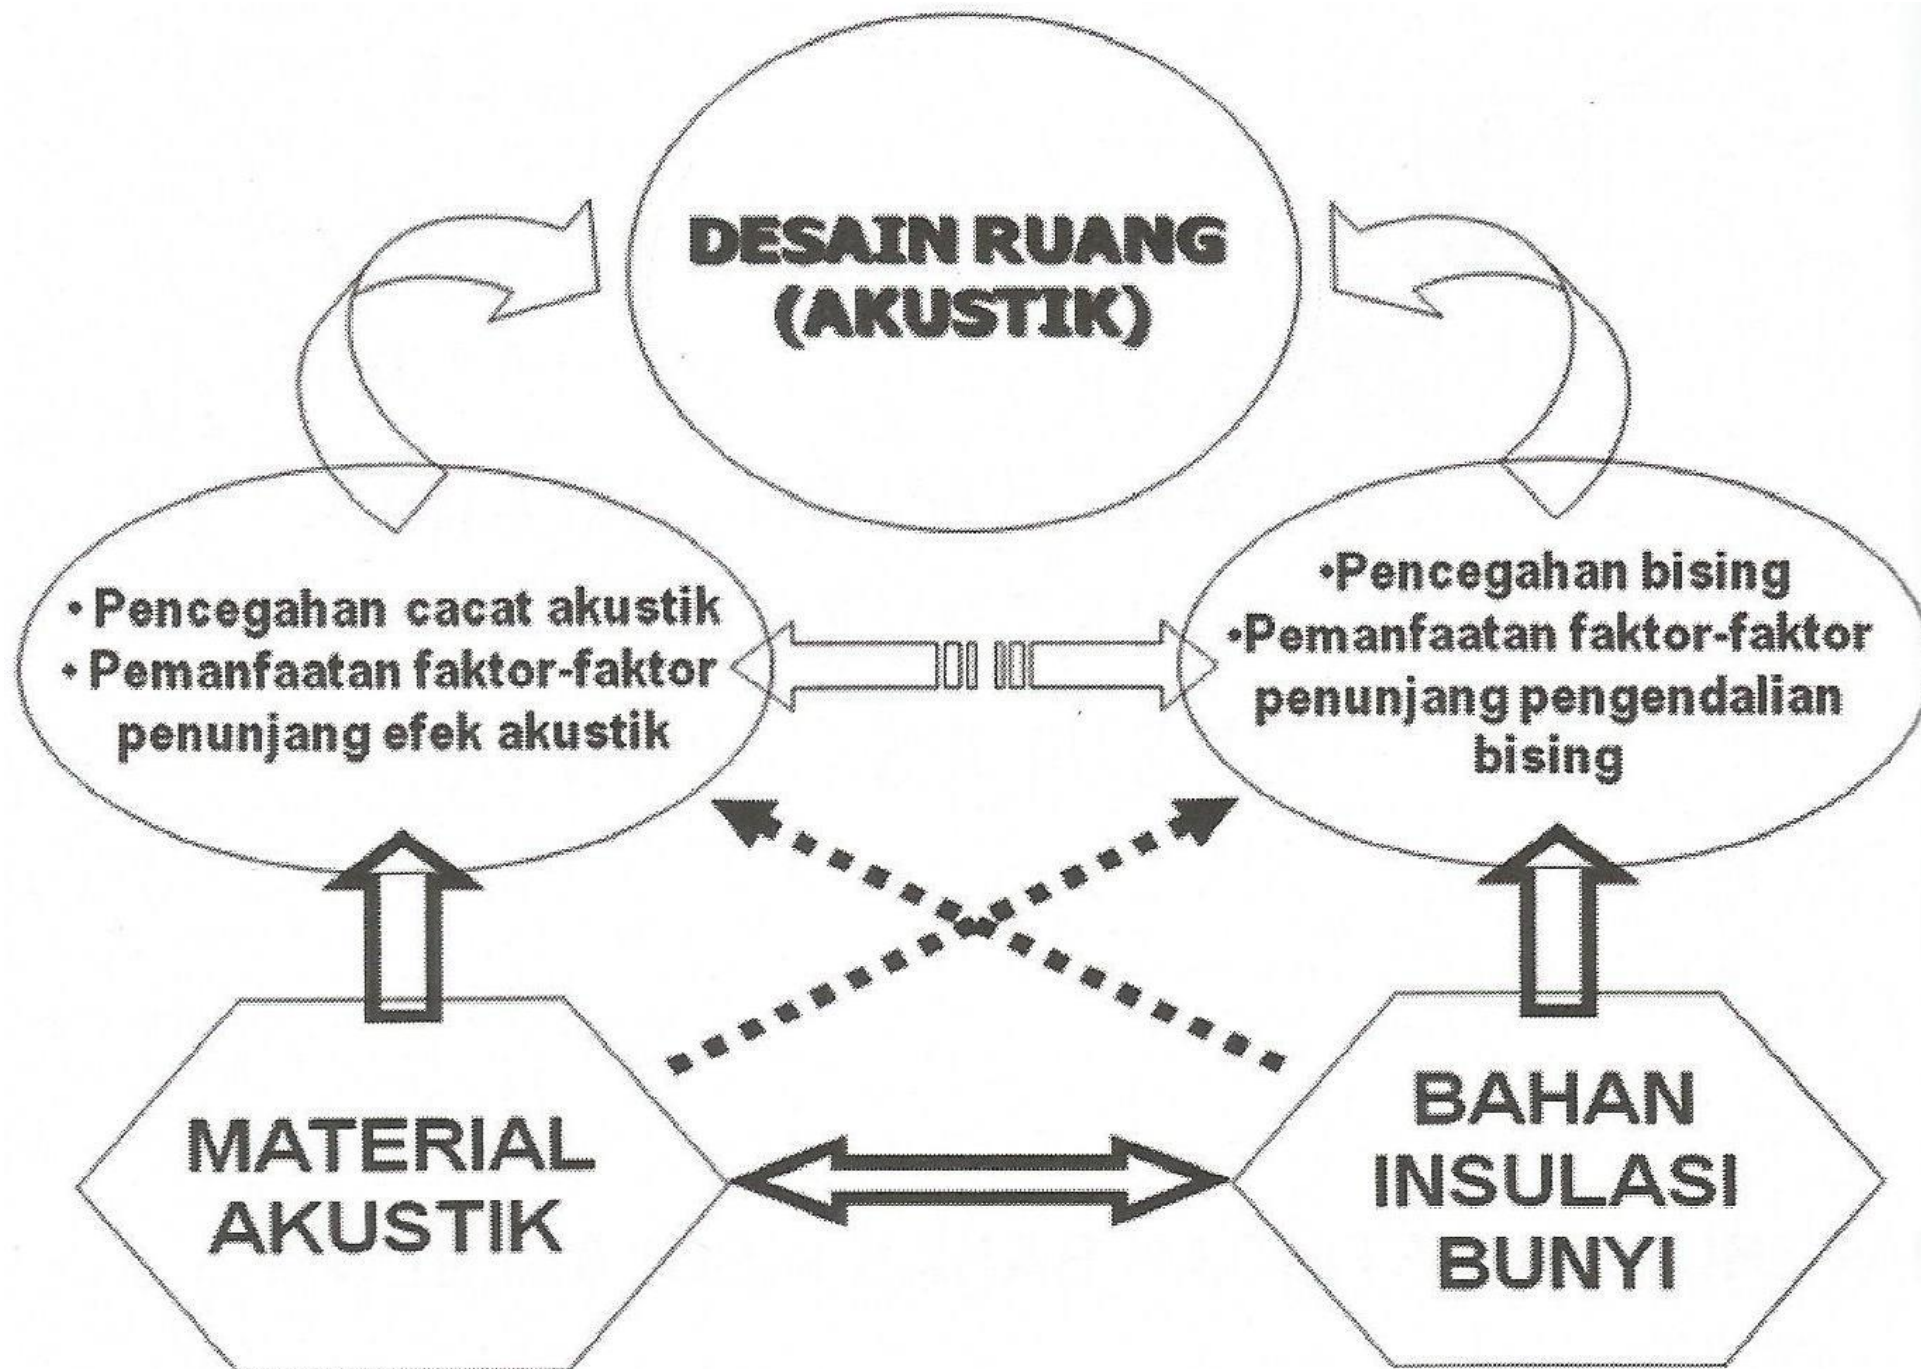 DESAIN RUANG
(AKUSTIK)
• Pencegahan cacat akustik
• Pemanfaatan faktor-faktor
penunjang efek akustik
•Pencegahan bising
•Pemanfaatan faktor-faktor
penunjang pengendalian
bising
MATERIAL
AKUSTIK
BAHAN
INSULASI
BUNYI